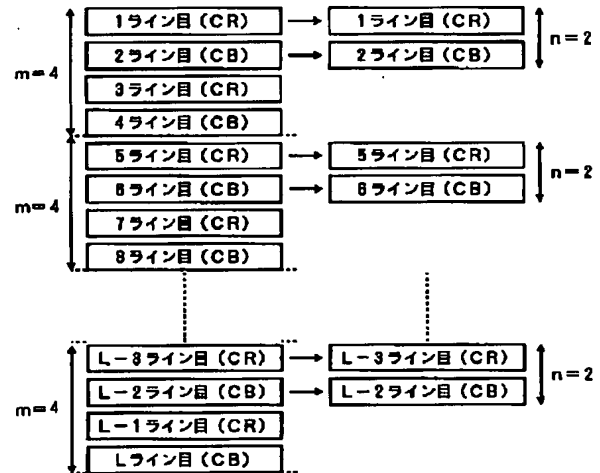 1ライン目(CR) 1ライン目(CR)
2ライン目(CB) 2ライン目(CB) n=2
m=4
3ライン目(CR)
4ライン目(CB)
5ライン目(CR) 5ライン目(CR)
n=2
6ライン目(CB) 6ライン目(CB)
m=4
7ライン目(CR)
8ライン目(CB)
L-3ライン目(CR) L-3ライン目(CR)
n=2
L-2ライン目(CB) L-2ライン目(CB)
m=4
L-1ライン目(CR)
Lライン目(CB)